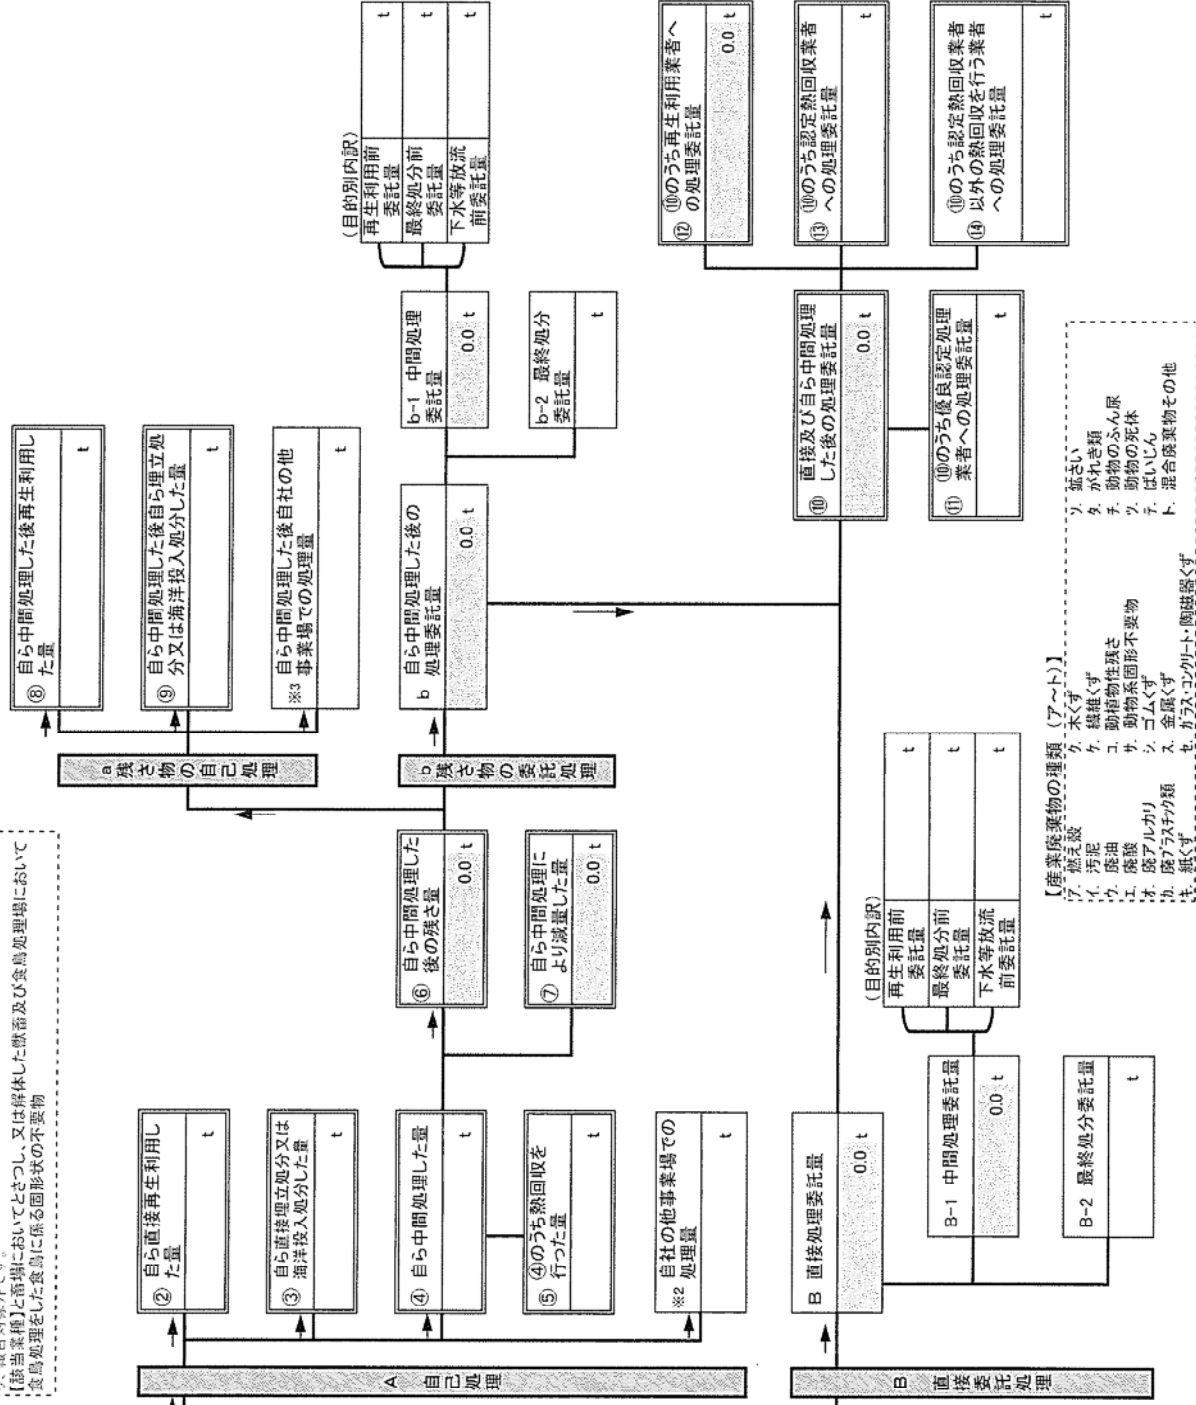 【該当業種】と畜場においてとさつし、又は解体した獣畜及び食鳥処理場において
食鳥処理をした食鳥に係る固形状の不要物
A 自己処理
② 自ら直接再生利用し
た量
t
③ 自ら直接埋立処分又は
海洋投入処分した量
t
④ 自ら中間処理した量
t
⑤ ④のうち熱回収を
行った量
t
※2 自社の他事業場での
処理量
t
⑥ 自ら中間処理した
後の残さ量
0.0 t
⑦ 自ら中間処理に
より減量した量
0.0 t
a 残さ物の自己処理
⑧ 自ら中間処理した後再生利用し
た量
t
⑨ 自ら中間処理した後自ら埋立処
分又は海洋投入処分した量
t
※3 自ら中間処理した後自社の他
事業場での処理量
t
b 残さ物の委託処理
b 自ら中間処理した後の
処理委託量
0.0 t
b-1 中間処理
委託量
0.0 t
b-2 最終処分
委託量
t
(目的別内訳)
再生利用前
委託量
t
最終処分前
委託量
t
下水等放流
前委託量
t
B 直接委託処理
B 直接処理委託量
0.0 t
B-1 中間処理委託量
0.0 t
B-2 最終処分委託量
t
(目的別内訳)
再生利用前
委託量
t
最終処分前
委託量
t
下水等放流
前委託量
t
⑩ 直接及び自ら中間処理
した後の処理委託量
0.0 t
⑪ ⑩のうち優良認定処理
業者への処理委託量
t
⑫ ⑩のうち再生利用業者へ
の処理委託量
0.0 t
⑬ ⑩のうち認定熱回収業者
への処理委託量
t
⑭ ⑩のうち認定熱回収業者
以外の熱回収を行う業者
への処理委託量
t
【産業廃棄物の種類 (ア～ト)】
ア. 燃え殻
イ. 汚泥
ウ. 廃油
エ. 廃酸
オ. 廃アルカリ
カ. 廃プラスチック類
キ. 紙くず
ク. 木くず
ケ. 繊維くず
コ. 動植物性残さ
サ. 動物系固形不要物
シ. ゴムくず
ス. 金属くず
セ. ガラス・コンクリート・陶磁器くず
ソ. 鉱さい
タ. がれき類
チ. 動物のふん尿
ツ. 動物の死体
テ. ばいじん
ト. 混合廃棄物その他